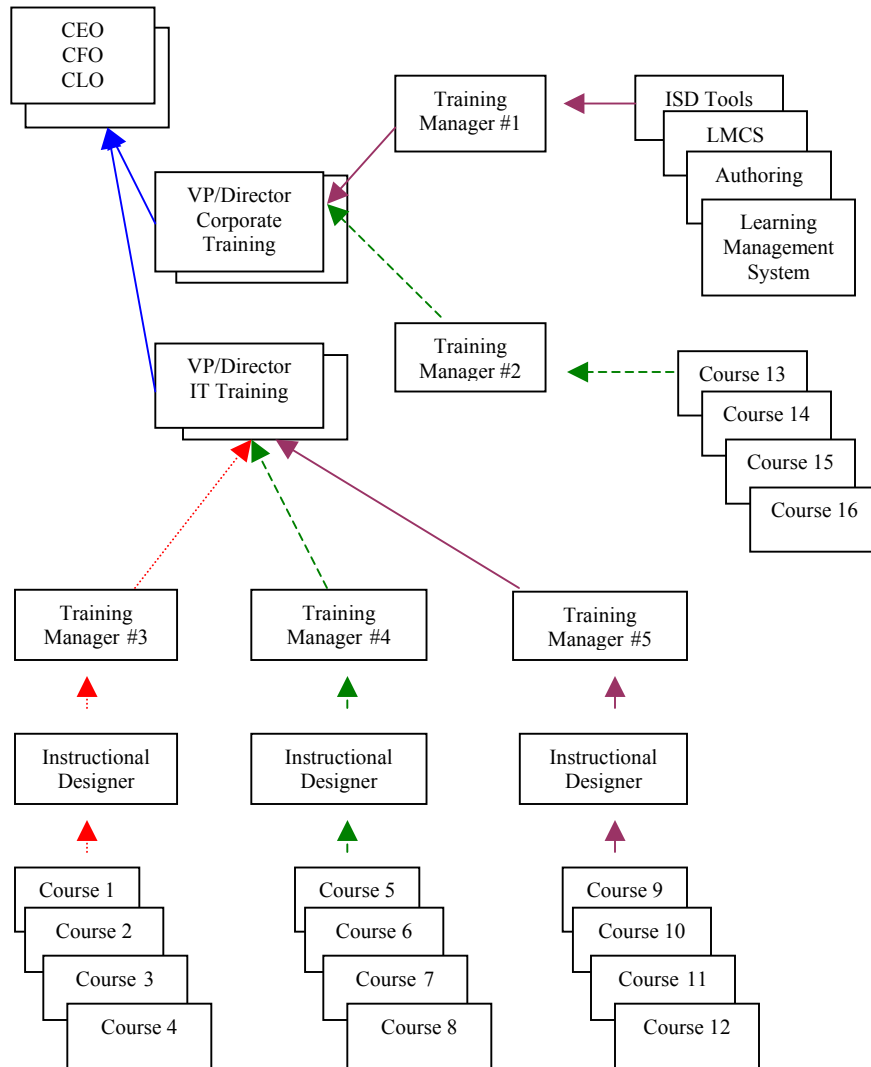 CEO
CFO
CLO
Training
Manager #1
ISD Tools
LMCS
Authoring
Learning
Management
System
VP/Director
Corporate
Training
Training
Manager #2
VP/Director
IT Training
Course 13
Course 14
Course 15
Course 16
Training
Manager #3
Training
Manager #4
Training
Manager #5
Instructional
Designer
Instructional
Designer
Instructional
Designer
Course 1
Course 2
Course 3
Course 4
Course 5
Course 6
Course 7
Course 8
Course 9
Course 10
Course 11
Course 12